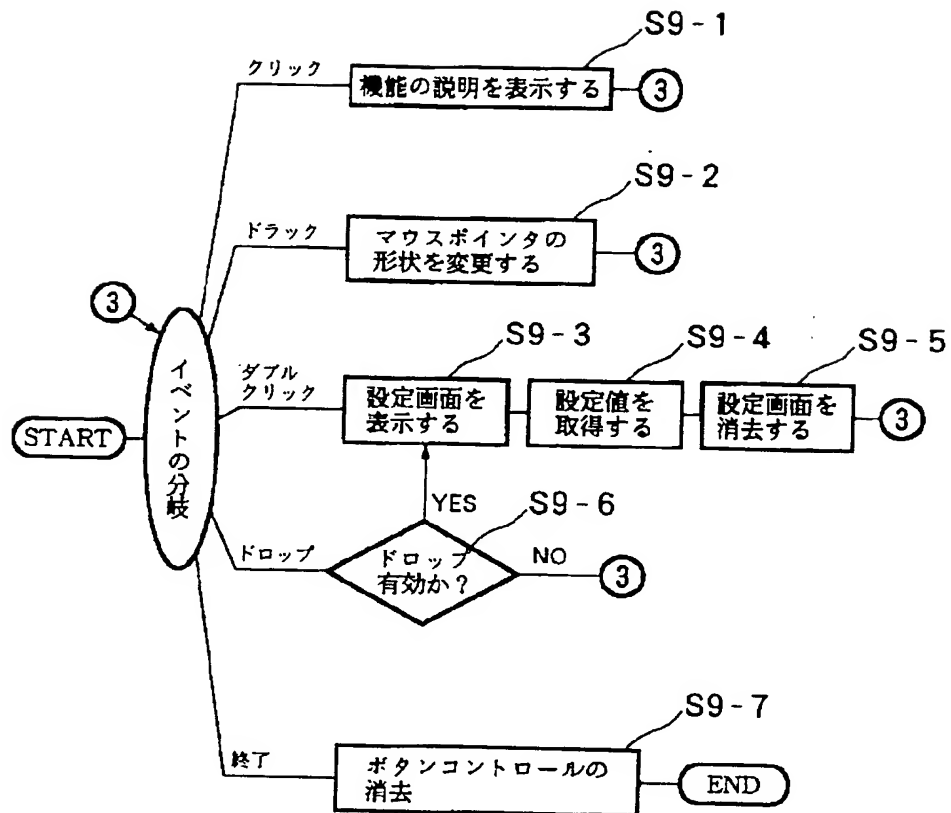 S9-1
クリック
機能の説明を表示する
3
S9-2
ドラック
マウスポインタの
形状を変更する
3
3
S9-3
S9-4
S9-5
ダブル
クリック
設定画面を
表示する
設定値を
取得する
設定画面を
消去する
3
START
イベントの分岐
YES
S9-6
ドロップ
ドロップ
有効か?
NO
3
S9-7
終了
ボタンコントロールの
消去
END